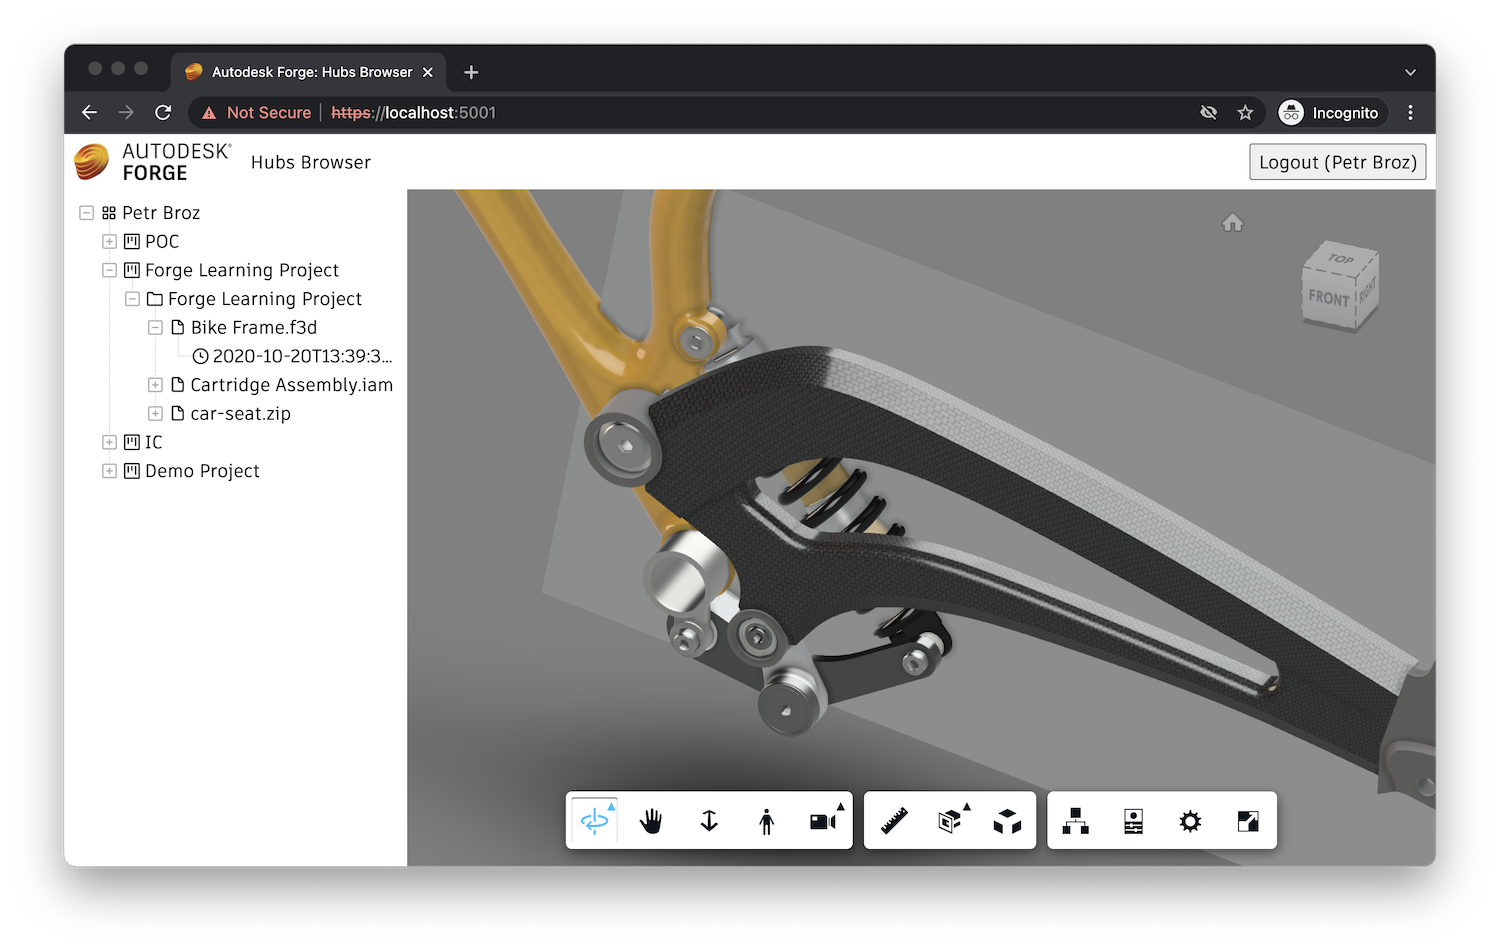 Autodesk Forge: Hubs Browser
Not Secure | https://localhost:5001
Incognito
AUTODESK®
FORGE
Hubs Browser
Logout (Petr Broz)
Petr Broz
POC
Forge Learning Project
Forge Learning Project
Bike Frame.f3d
2020-10-20T13:39:3...
Cartridge Assembly.iam
car-seat.zip
IC
Demo Project
TOP
FRONT
RIGHT